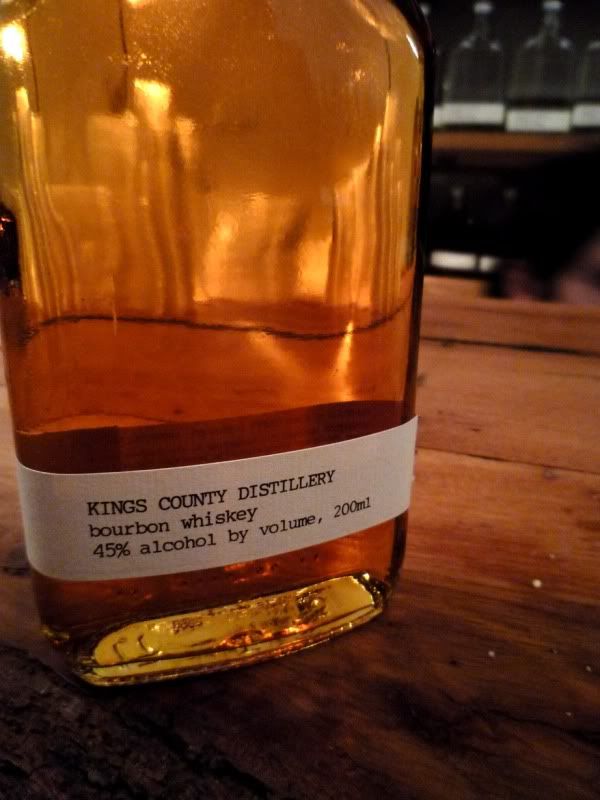 KINGS COUNTY DISTILLERY
bourbon whiskey
45% alcohol by volume, 200ml